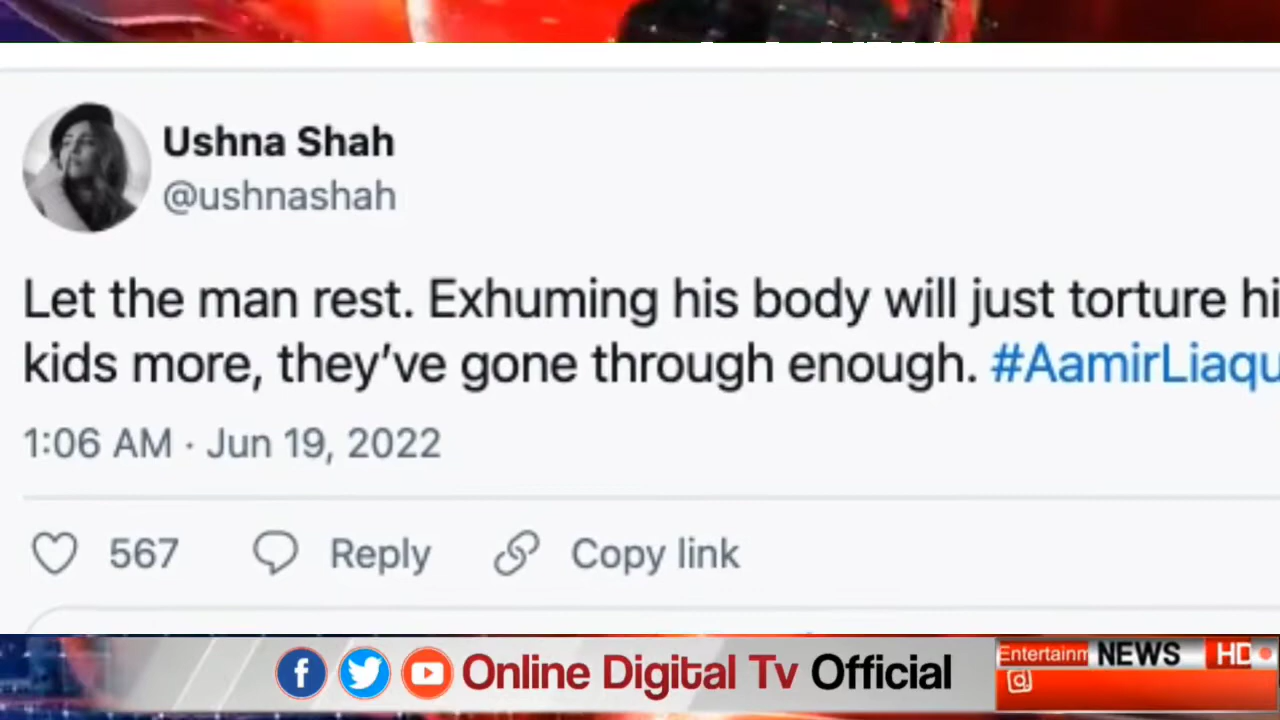 Ushna Shah
@ushnashah
Let the man rest. Exhuming his body will just torture hi
kids more, they've gone through enough. #AamirLiaqu
1:06 AM · Jun 19, 2022
567 Reply Copy link
Online Digital Tv Official
Entertainm NEWS HD
@